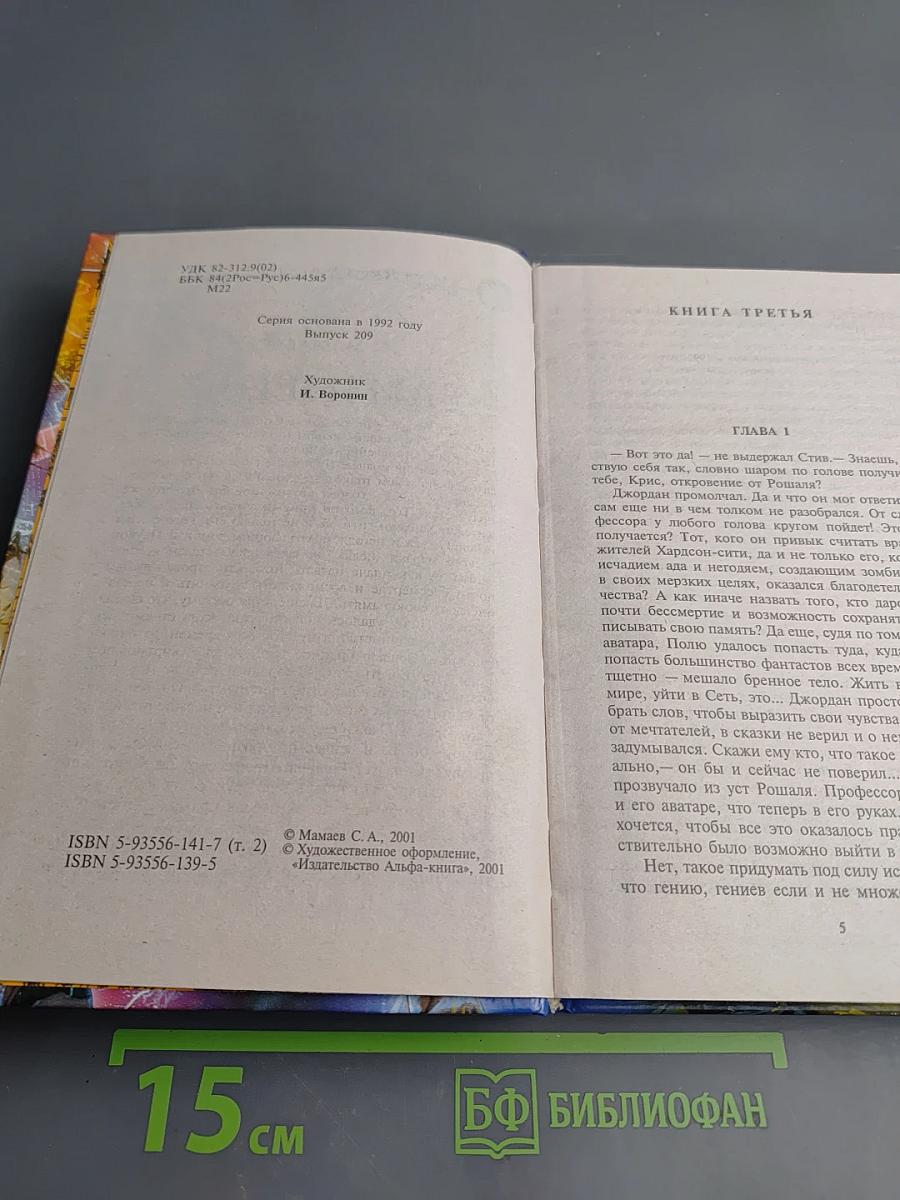 УДК 82-312.9(02)
ББК 84(2Рос=Рус)6-445я5
М22
Серия основана в 1992 году
Выпуск 209
Художник
И. Воронин
ISBN 5-93556-141-7 (т. 2)
ISBN 5-93556-139-5
© Мамаев С. А., 2001
© Художественное оформление,
«Издательство Альфа-книга», 2001
КНИГА ТРЕТЬЯ
ГЛАВА 1
— Вот это да! — не выдержал Стив.— Знаешь,
ствую себя так, словно шаром по голове получи
тебе, Крис, откровение от Рошаля?
Джордан промолчал. Да и что он мог ответи
сам еще ни в чем толком не разобрался. От сл
фессора у любого голова кругом пойдет! Это
получается? Тот, кого он привык считать вра
жителей Хардсон-сити, да и не только его, ко
исчадием ада и негодяем, создающим зомби
в своих мерзких целях, оказался благодетел
чества? А как иначе назвать того, кто даро
почти бессмертие и возможность сохранят
писывать свою память? Да еще, судя по том
аватара, Полю удалось попасть туда, куда
попасть большинство фантастов всех врем
тщетно — мешало бренное тело. Жить в
мире, уйти в Сеть, это... Джордан просто
брать слов, чтобы выразить свои чувства
от мечтателей, в сказки не верил и о не
задумывался. Скажи ему кто, что такое
ально,— он бы и сейчас не поверил...
прозвучало из уст Рошаля. Профессор
и его аватаре, что теперь в его руках.
хочется, чтобы все это оказалось пра
ствительно было возможно выйти в
Нет, такое придумать под силу ис
что гению, гениев если и не множ
5
15 см
БФ БИБЛИОФАН